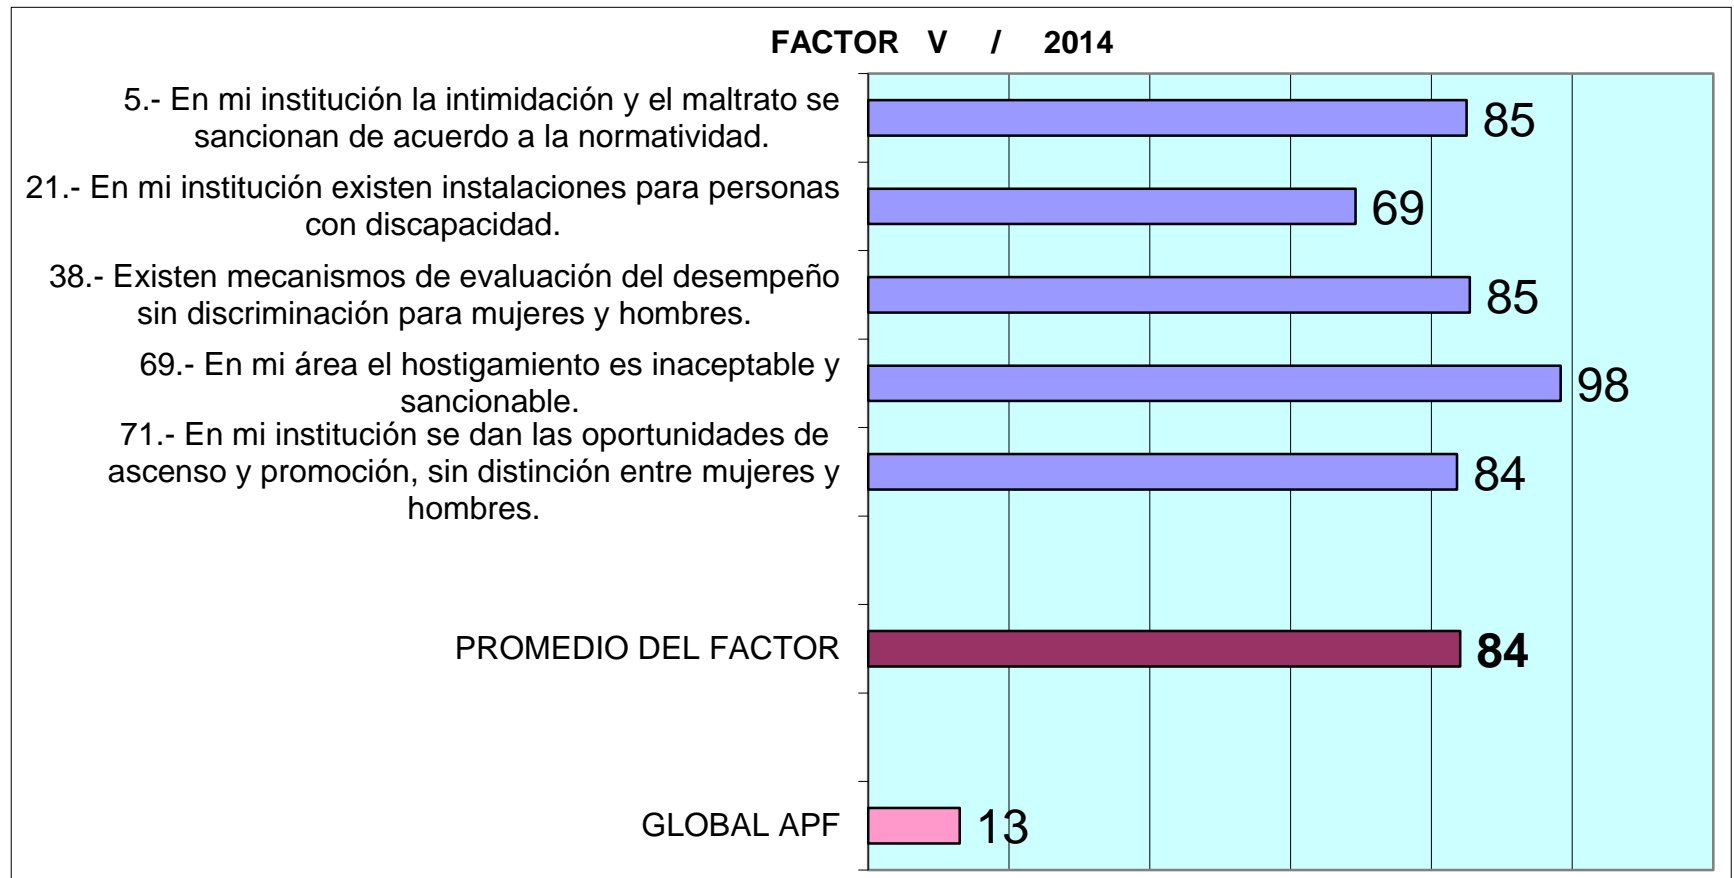 FACTOR V / 2014
5.- En mi institución la intimidación y el maltrato se
sancionan de acuerdo a la normatividad.
85
21.- En mi institución existen instalaciones para personas
con discapacidad.
69
38.- Existen mecanismos de evaluación del desempeño
sin discriminación para mujeres y hombres.
85
69.- En mi área el hostigamiento es inaceptable y
sancionable.
98
71.- En mi institución se dan las oportunidades de
ascenso y promoción, sin distinción entre mujeres y
hombres.
84
PROMEDIO DEL FACTOR
84
GLOBAL APF
13